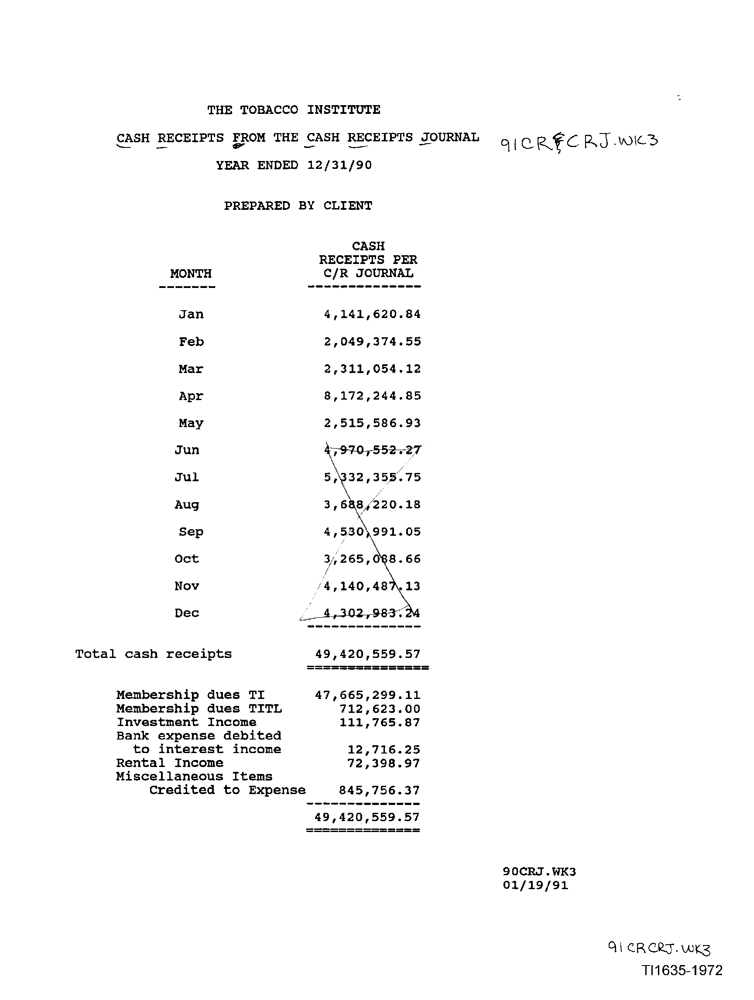 THE TOBACCO INSTITUTE
CASH RECEIPTS FROM THE CASH RECEIPTS JOURNAL 91CR&CRJ.WK3
YEAR ENDED 12/31/90
PREPARED BY CLIENT
CASH
RECEIPTS PER
MONTH C/R JOURNAL
Jan 4,141,620.84
Feb 2,049,374.55
Mar 2,311,054.12
Apr 8,172,244.85
May 2,515,586.93
Jun 4,970,552.27
Jul 5,332,355.75
Aug 3,688,220.18
Sep 4,530,991.05
Oct 3,265,088.66
Nov 4,140,487.13
Dec 4,302,983.24
Total cash receipts 49,420,559.57
Membership dues TI 47,665,299.11
Membership dues TITL 712,623.00
Investment Income 111,765.87
Bank expense debited
to interest income 12,716.25
Rental Income 72,398.97
Miscellaneous Items
Credited to Expense 845,756.37
49,420,559.57
90CRJ.WK3
01/19/91
91CRCRJ.WK3
TI1635-1972